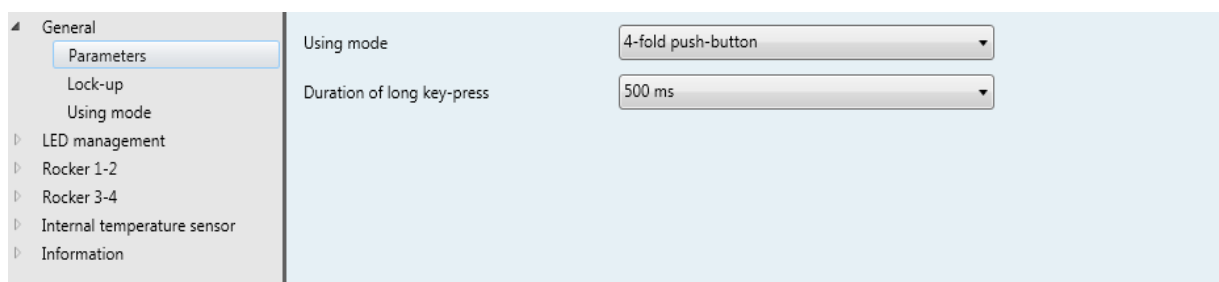 General
Parameters
Lock-up
Using mode
LED management
Rocker 1-2
Rocker 3-4
Internal temperature sensor
Information
Using mode 4-fold push-button
Duration of long key-press 500 ms